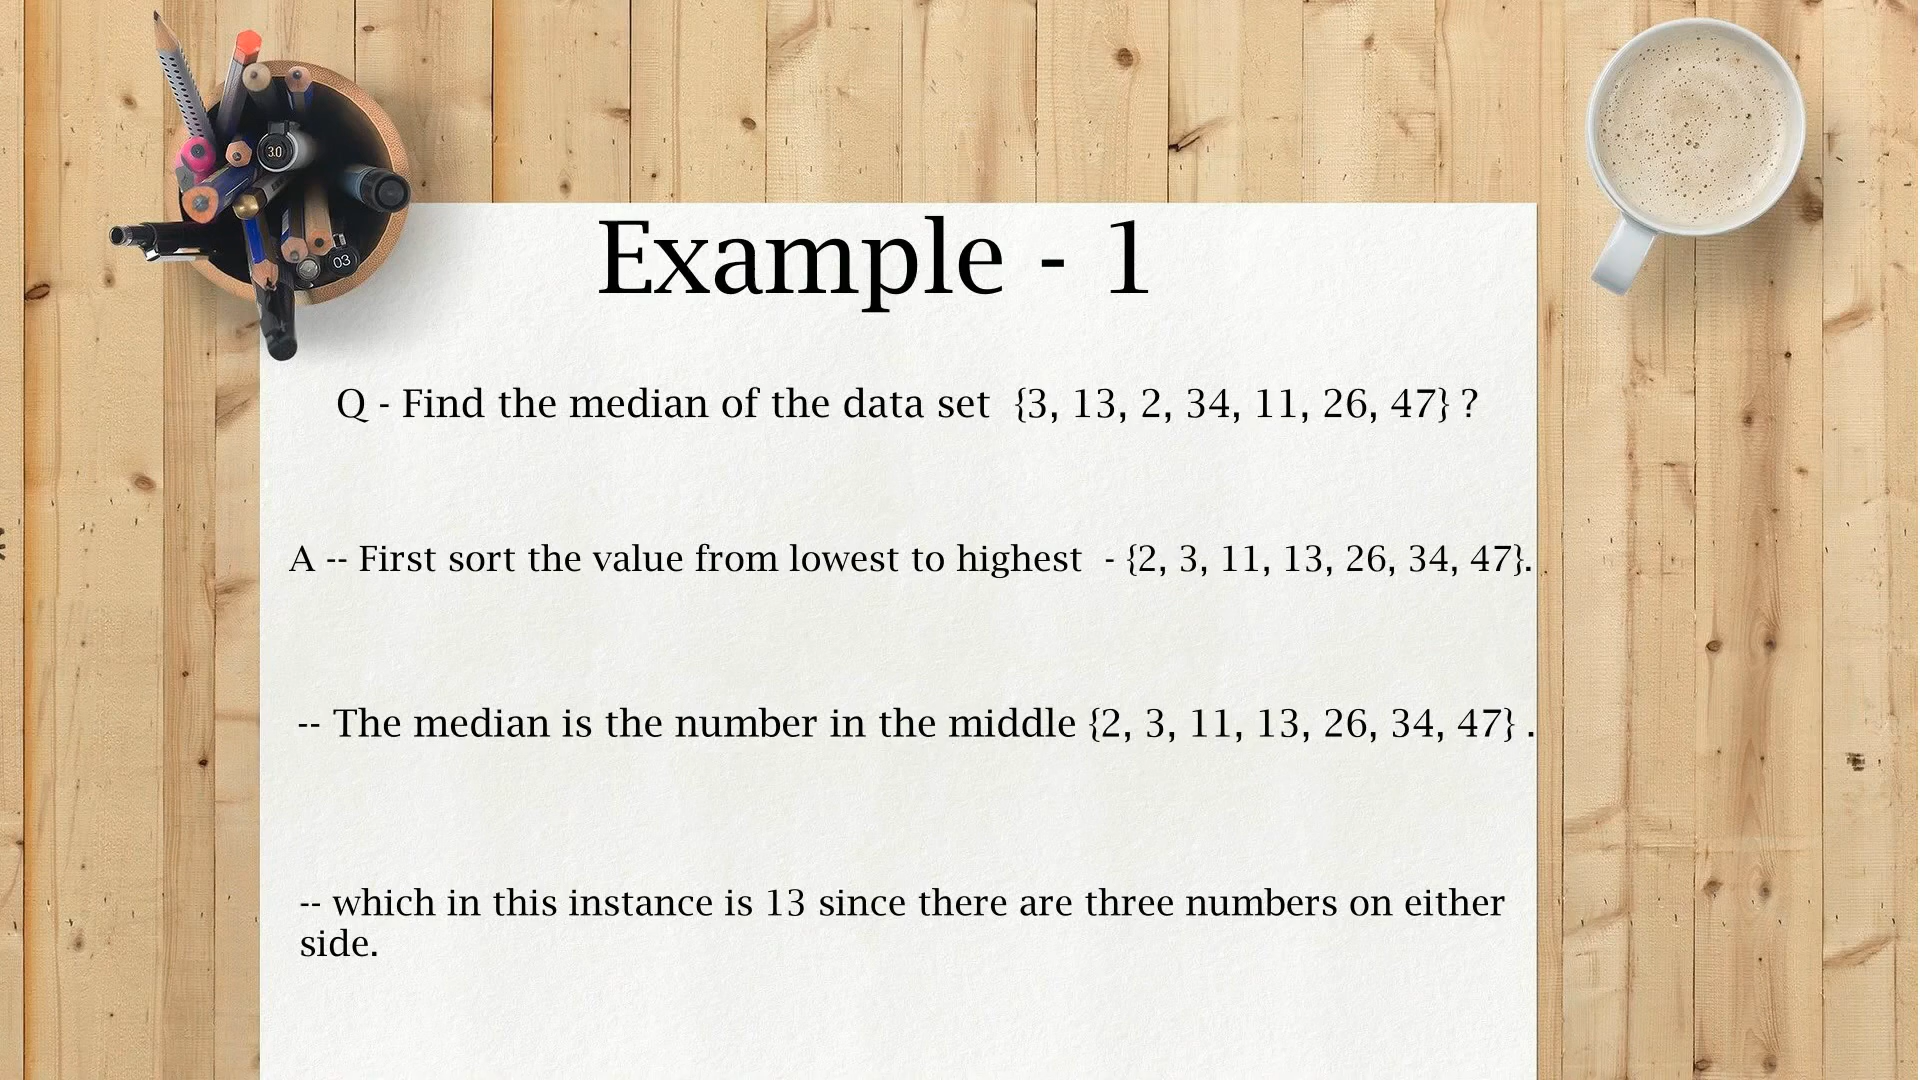 3.0
03
Example - 1
Q - Find the median of the data set {3, 13, 2, 34, 11, 26, 47} ?
A -- First sort the value from lowest to highest - {2, 3, 11, 13, 26, 34, 47}.
-- The median is the number in the middle {2, 3, 11, 13, 26, 34, 47} .
-- which in this instance is 13 since there are three numbers on either
side.